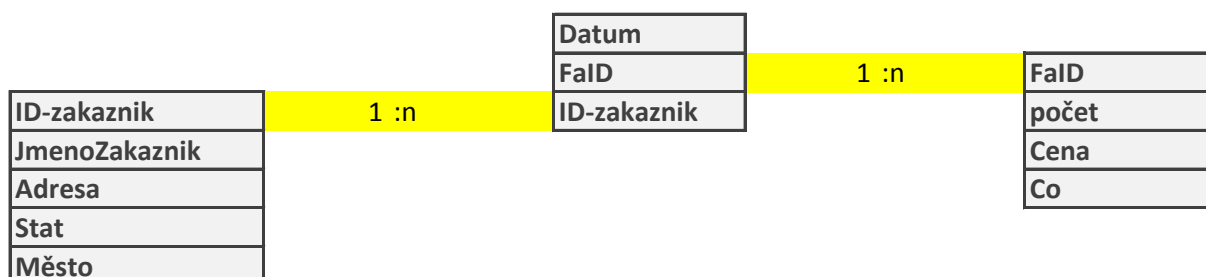 Datum
FaID
ID-zakaznik
1 :n
ID-zakaznik
JmenoZakaznik
Adresa
Stat
Město
1 :n
FaID
počet
Cena
Co